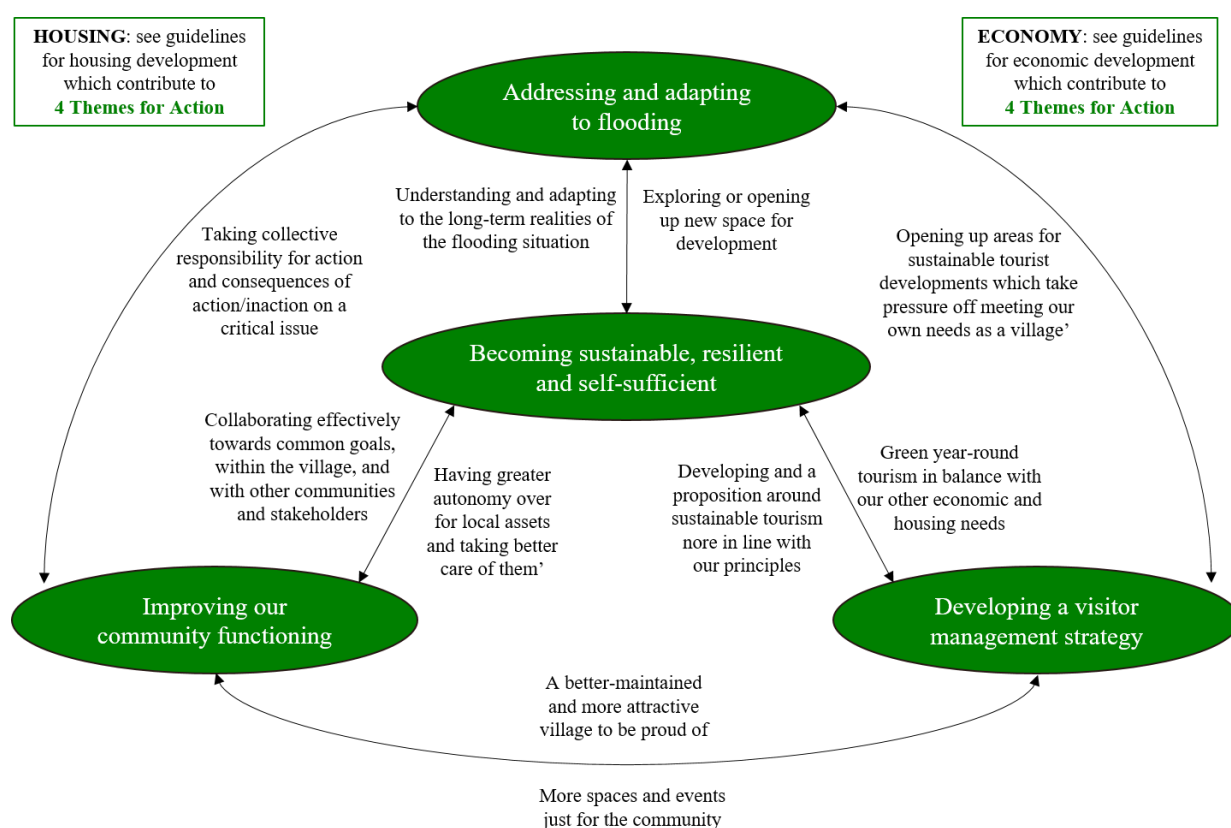 HOUSING: see guidelines
for housing development
which contribute to
4 Themes for Action
ECONOMY: see guidelines
for economic development
which contribute to
4 Themes for Action
Addressing and adapting
to flooding
Understanding and adapting
to the long-term realities of
the flooding situation
Exploring or opening
up new space for
development
Taking collective
responsibility for action
and consequences of
action/inaction on a
critical issue
Opening up areas for
sustainable tourist
developments which take
pressure off meeting our
own needs as a village’
Becoming sustainable, resilient
and self-sufficient
Collaborating effectively
towards common goals,
within the village, and
with other communities
and stakeholders
Having greater
autonomy over
for local assets
and taking better
care of them’
Developing and a
proposition around
sustainable tourism
nore in line with
our principles
Green year-round
tourism in balance with
our other economic and
housing needs
Improving our
community functioning
Developing a visitor
management strategy
A better-maintained
and more attractive
village to be proud of
More spaces and events
just for the community